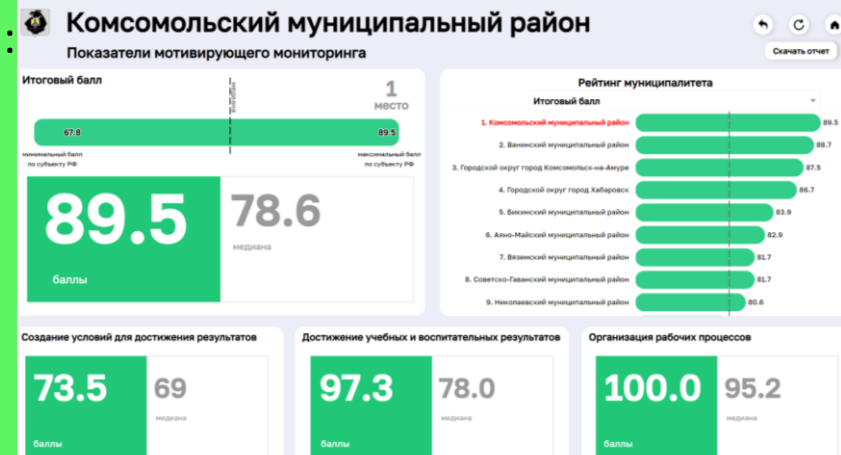 Комсомольский муниципальный район
Показатели мотивирующего мониторинга
Скачать отчет
Итоговый балл
медиана
1
место
67.8
89.5
минимальный балл
по субъекту РФ
максимальный балл
по субъекту РФ
89.5
баллы
78.6
медиана
Рейтинг муниципалитета
Итоговый балл
1. Комсомольский муниципальный район 89.5
2. Ванинский муниципальный район 88.7
3. Городской округ город Комсомольск-на-Амуре 87.5
4. Городской округ город Хабаровск 86.7
5. Бикинский муниципальный район 83.9
6. Аяно-Майский муниципальный район 82.9
7. Вяземский муниципальный район 81.7
8. Советско-Гаванский муниципальный район 81.7
9. Николаевский муниципальный район 80.6
Создание условий для достижения результатов
73.5
баллы
69
медиана
Достижение учебных и воспитательных результатов
97.3
баллы
78.0
медиана
Организация рабочих процессов
100.0
баллы
95.2
медиана